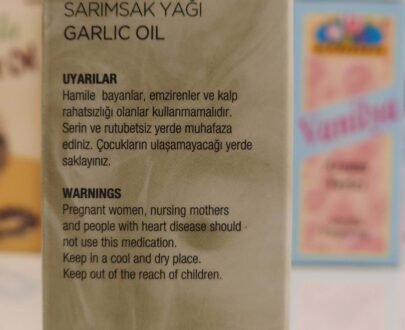 SARIMSAK YAĞI
GARLIC OIL
UYARILAR
Hamile bayanlar, emzirenler ve kalp
rahatsızlığı olanlar kullanmamalıdır.
Serin ve rutubetsiz yerde muhafaza
ediniz. Çocukların ulaşamayacağı yerde
saklayınız.
WARNINGS
Pregnant women, nursing mothers
and people with heart disease should
not use this medication.
Keep in a cool and dry place.
Keep out of the reach of children.
Vanilya